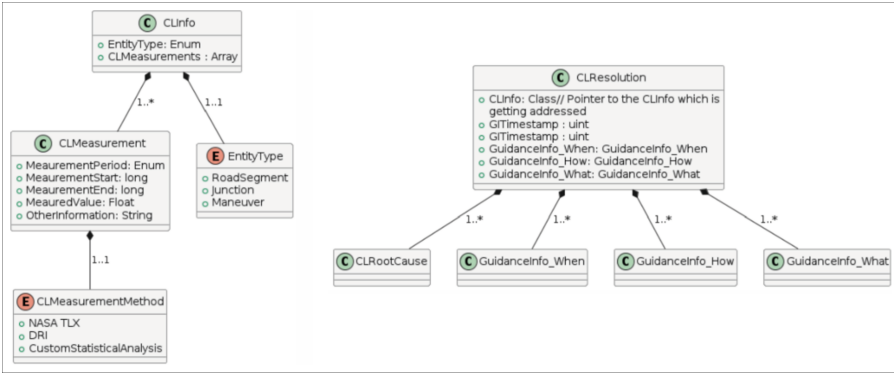 C CLInfo
EntityType: Enum
CLMeasurements : Array
1..*
1..1
C CLMeasurement
MeaurementPeriod: Enum
MeaurementStart: long
MeaurementEnd: long
MeauredValue: Float
OtherInformation: String
E EntityType
RoadSegment
Junction
Maneuver
1..1
E CLMeasurementMethod
NASA TLX
DRI
CustomStatisticalAnalysis
C CLResolution
CLInfo: Class// Pointer to the CLInfo which is
getting addressed
GITimestamp : uint
GITimestamp : uint
GuidanceInfo_When: GuidanceInfo_When
GuidanceInfo_How: GuidanceInfo_How
GuidanceInfo_What: GuidanceInfo_What
1..*
1..*
1..*
1..*
C CLRootCause
C GuidanceInfo_When
C GuidanceInfo_How
C GuidanceInfo_What